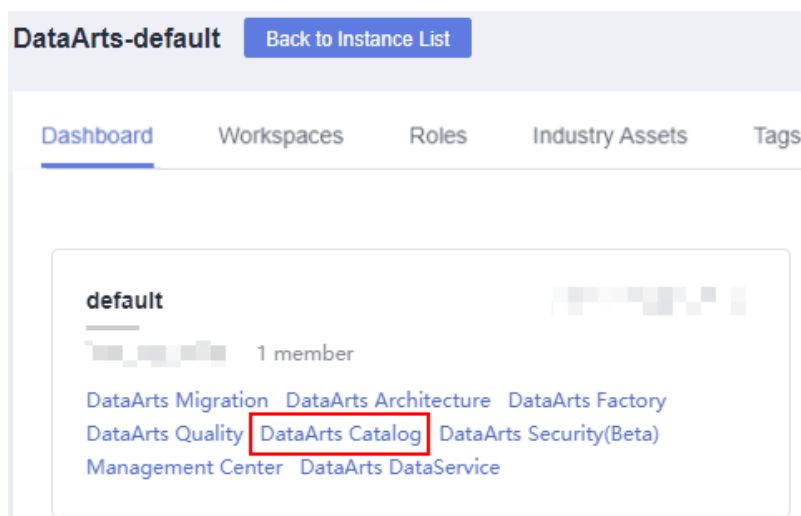 DataArts-default Back to Instance List
Dashboard Workspaces Roles Industry Assets Tags
default
1 member
DataArts Migration DataArts Architecture DataArts Factory
DataArts Quality DataArts Catalog DataArts Security(Beta)
Management Center DataArts DataService